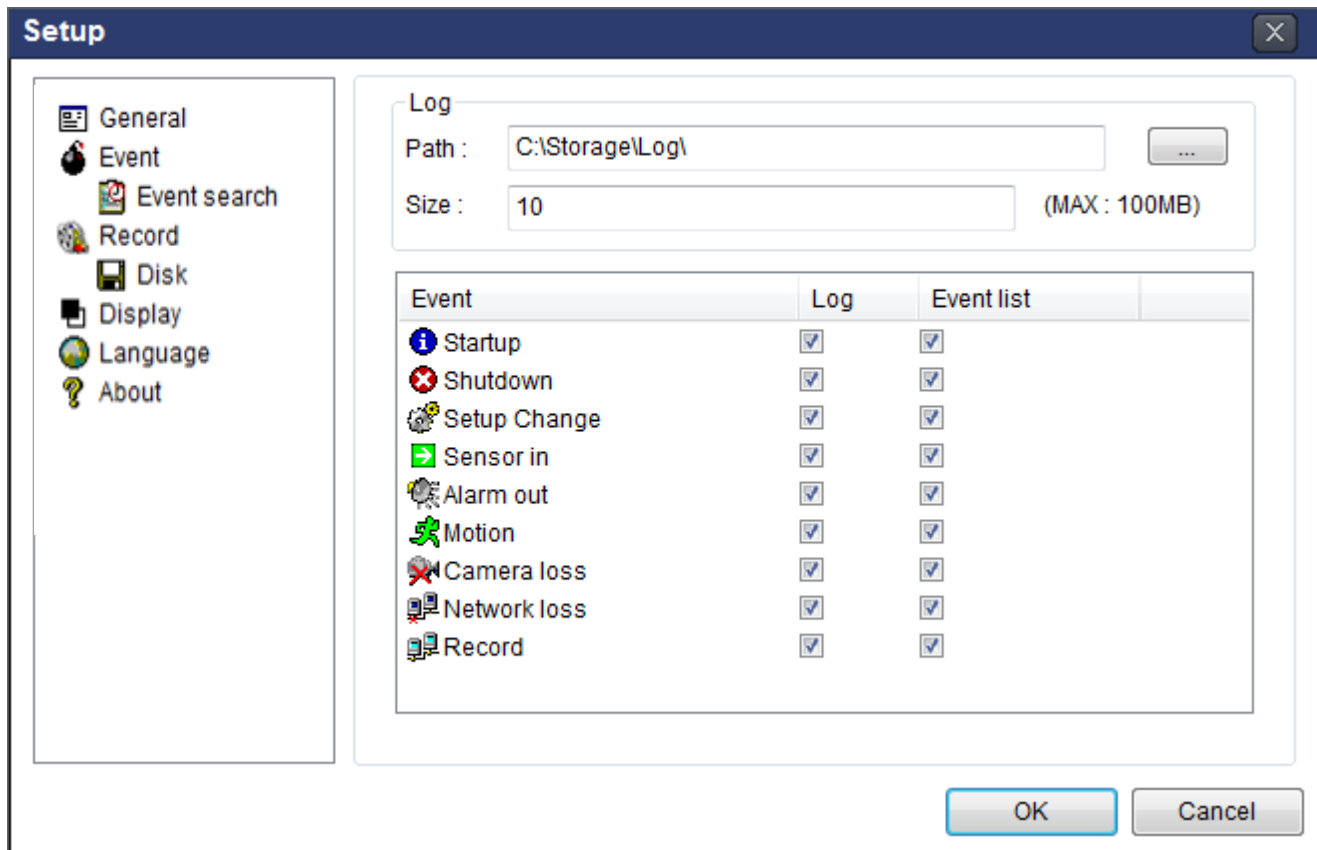 Setup
General
Event
Event search
Record
Disk
Display
Language
About
Log
Path : C:\Storage\Log\ ...
Size : 10 (MAX : 100MB)
Event Log Event list
Startup
Shutdown
Setup Change
Sensor in
Alarm out
Motion
Camera loss
Network loss
Record
OK Cancel